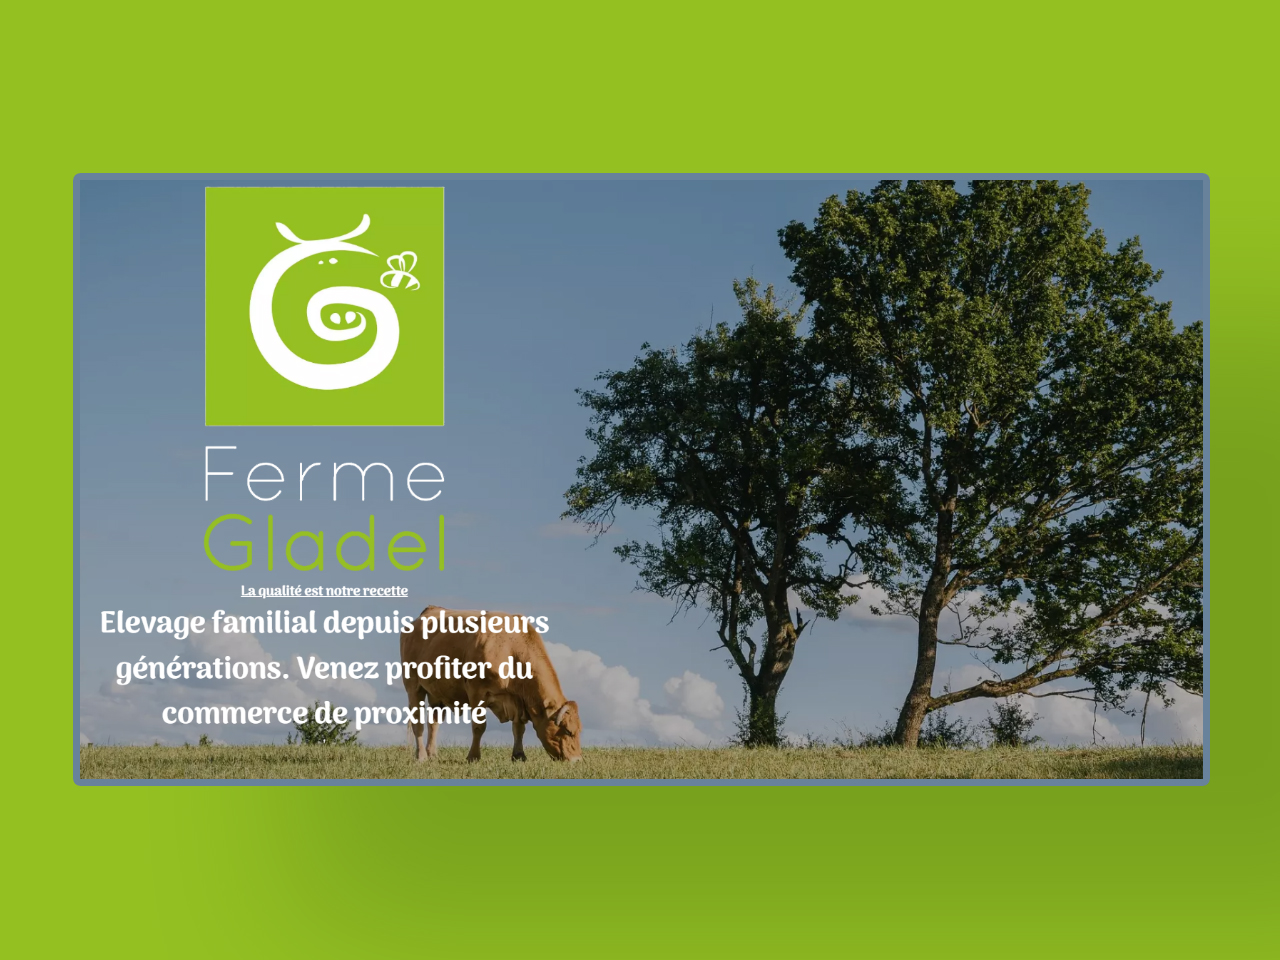 Ferme
Gladel
La qualité est notre recette
Elevage familial depuis plusieurs
générations. Venez profiter du
commerce de proximité